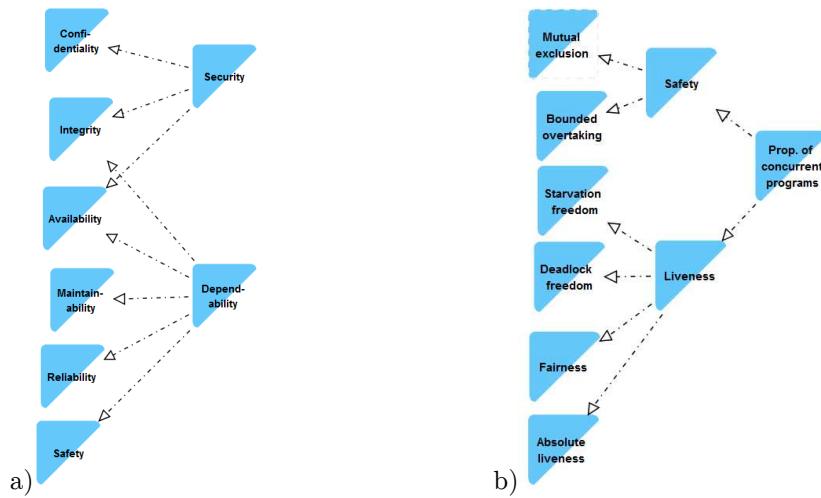 Confi-
dentiality
Security
Integrity
Availability
Maintain-
ability
Depend-
ability
Reliability
Safety
a)
Mutual
exclusion
Safety
Bounded
overtaking
Prop. of
concurrent
programs
Starvation
freedom
Deadlock
freedom
Liveness
Fairness
Absolute
liveness
b)